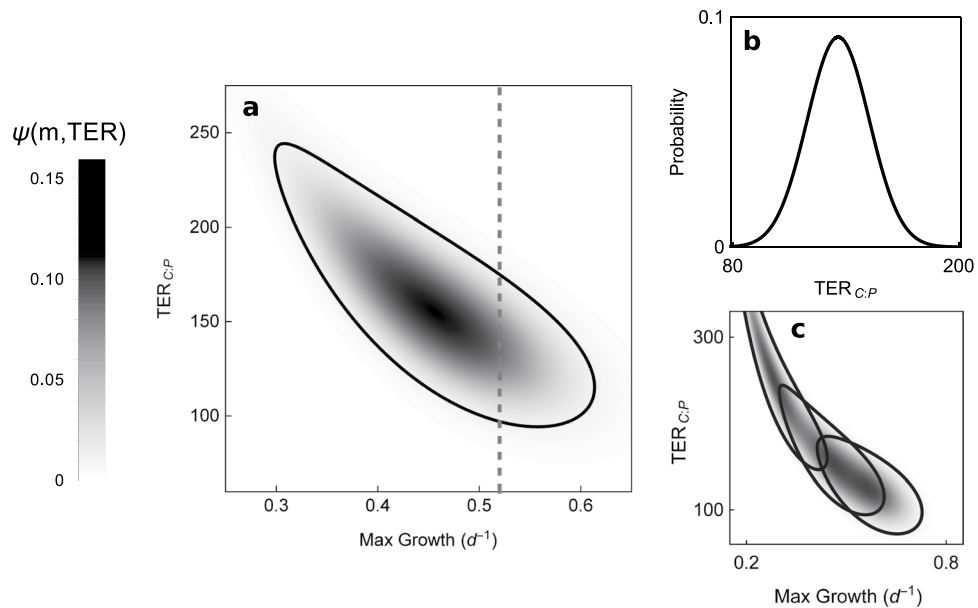 ψ(m,TER)
0.15
0.10
0.05
0
a
250
200
150
100
TER C:P
0.3 0.4 0.5 0.6
Max Growth (d⁻¹)
b
0.1
0
Probability
80 200
TER C:P
c
300
100
TER C:P
0.2 0.8
Max Growth (d⁻¹)